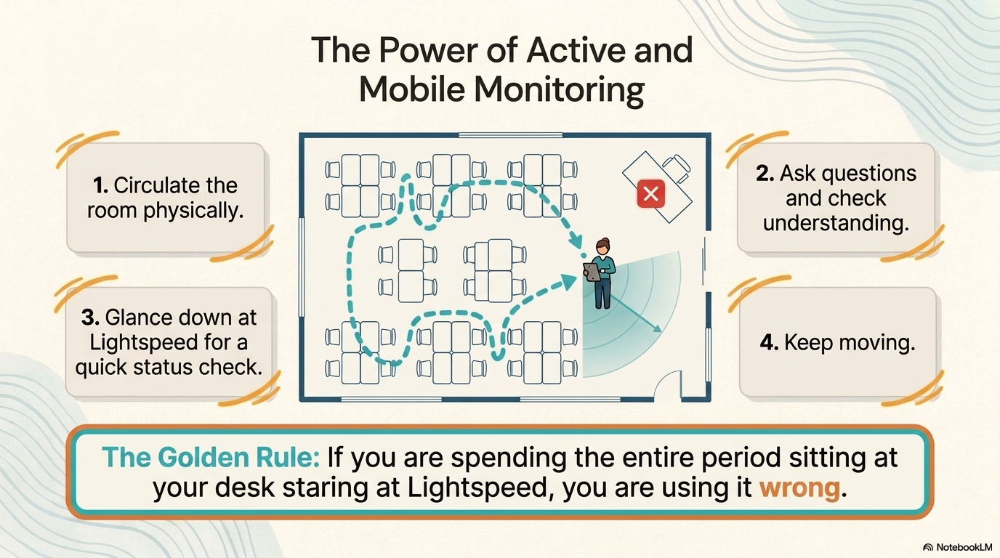 The Power of Active and
Mobile Monitoring
1. Circulate the
room physically.
2. Ask questions
and check
understanding.
3. Glance down at
Lightspeed for a
quick status check.
4. Keep moving.
The Golden Rule: If you are spending the entire period sitting at
your desk staring at Lightspeed, you are using it wrong.
NotebookLM